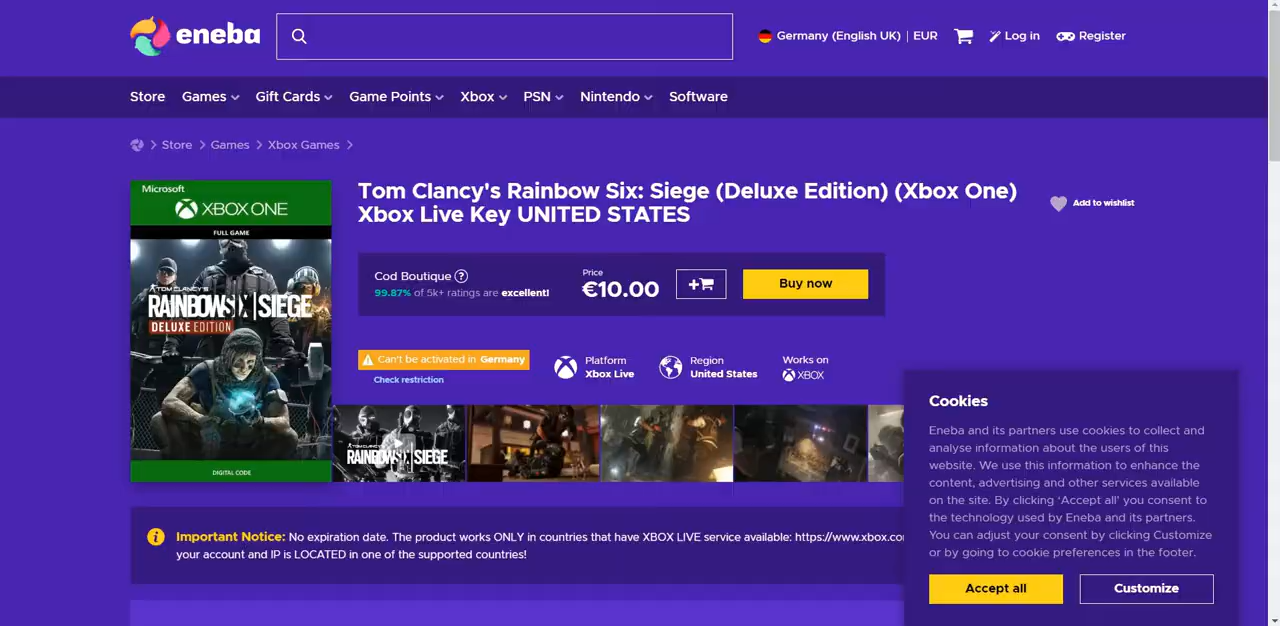 eneba
Germany (English UK) | EUR
Log in
Register
Store
Games
Gift Cards
Game Points
Xbox
PSN
Nintendo
Software
Store
Games
Xbox Games
Microsoft
XBOX ONE
FULL GAME
TOM CLANCY'S
RAINBOW SIX | SIEGE
DELUXE EDITION
DIGITAL CODE
Tom Clancy's Rainbow Six: Siege (Deluxe Edition) (Xbox One)
Xbox Live Key UNITED STATES
Add to wishlist
Cod Boutique ?
99.87% of 5k+ ratings are excellent!
Price
€10.00
+
Buy now
Can't be activated in Germany
Check restriction
Platform
Xbox Live
Region
United States
Works on
XBOX
TOM CLANCY'S
RAINBOW SIX | SIEGE
Important Notice: No expiration date. The product works ONLY in countries that have XBOX LIVE service available: https://www.xbox.co
your account and IP is LOCATED in one of the supported countries!
Cookies
Eneba and its partners use cookies to collect and
analyse information about the users of this
website. We use this information to enhance the
content, advertising and other services available
on the site. By clicking ‘Accept all’ you consent to
the technology used by Eneba and its partners.
You can adjust your consent by clicking Customize
or by going to cookie preferences in the footer.
Accept all
Customize